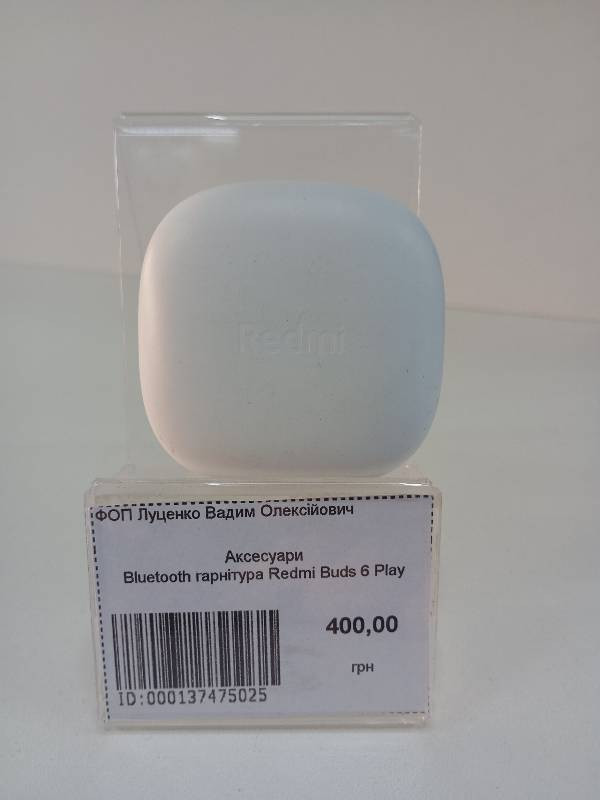 Redmi
ФОП Луценко Вадим Олексійович
Аксесуари
Bluetooth гарнітура Redmi Buds 6 Play
400,00
грн
ID:000137475025